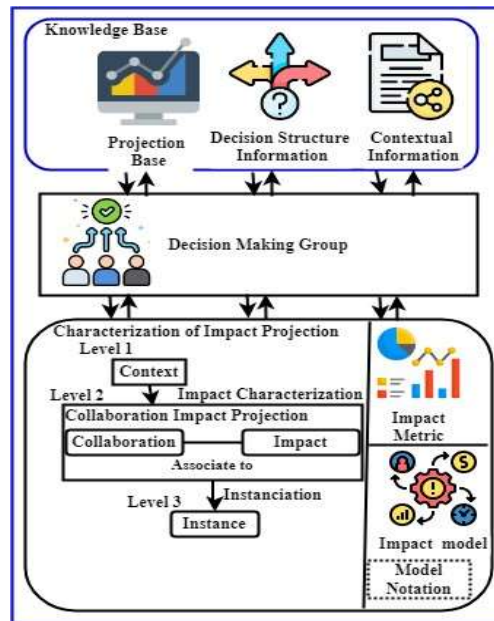 Knowledge Base
Projection
Base
Decision Structure
Information
Contextual
Information
Decision Making Group
Characterization of Impact Projection
Level 1
Context
Level 2
Impact Characterization
Collaboration Impact Projection
Collaboration
Impact
Associate to
Instanciation
Level 3
Instance
Impact
Metric
Impact model
Model
Notation